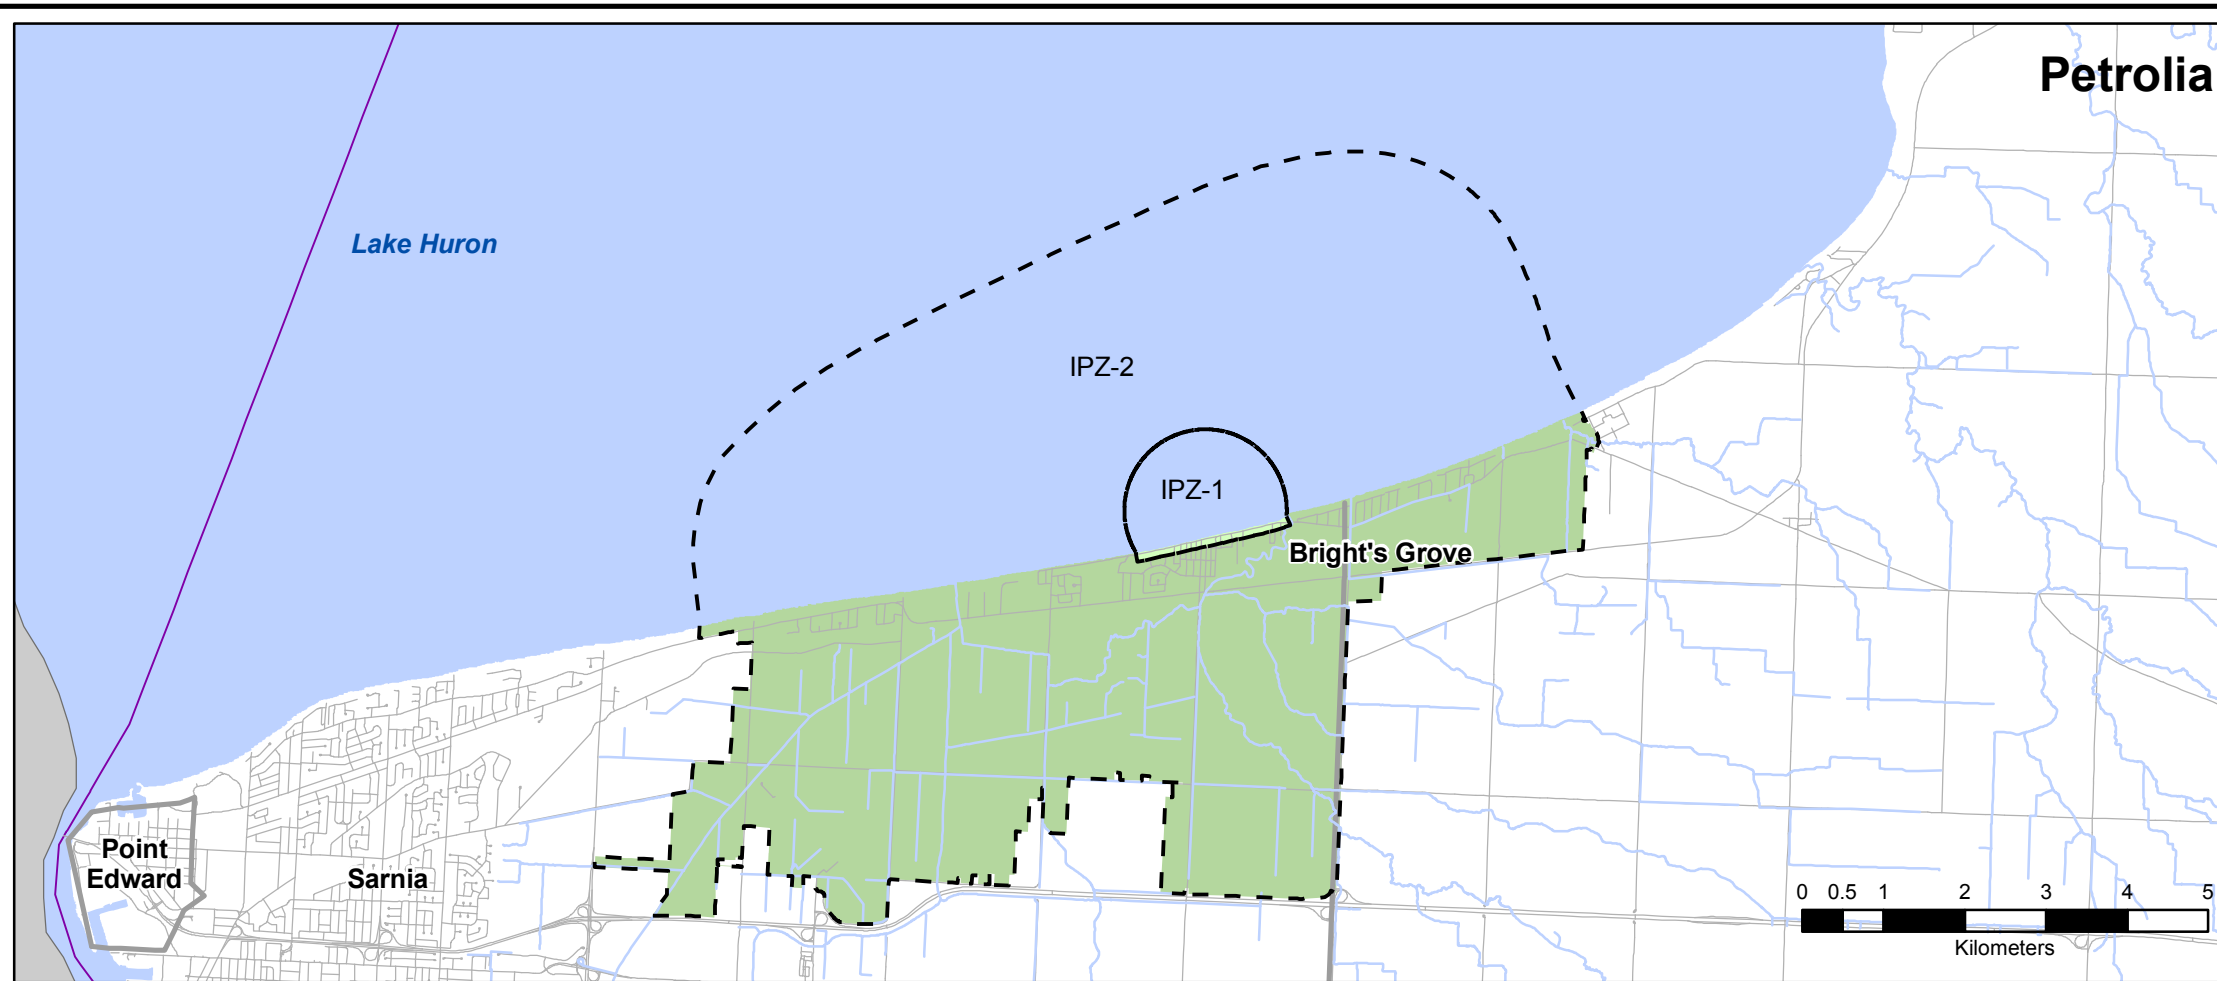 Petrolia
Lake Huron
IPZ-2
IPZ-1
Bright's Grove
Point
Edward
Sarnia
0 0.5 1 2 3 4 5
Kilometers